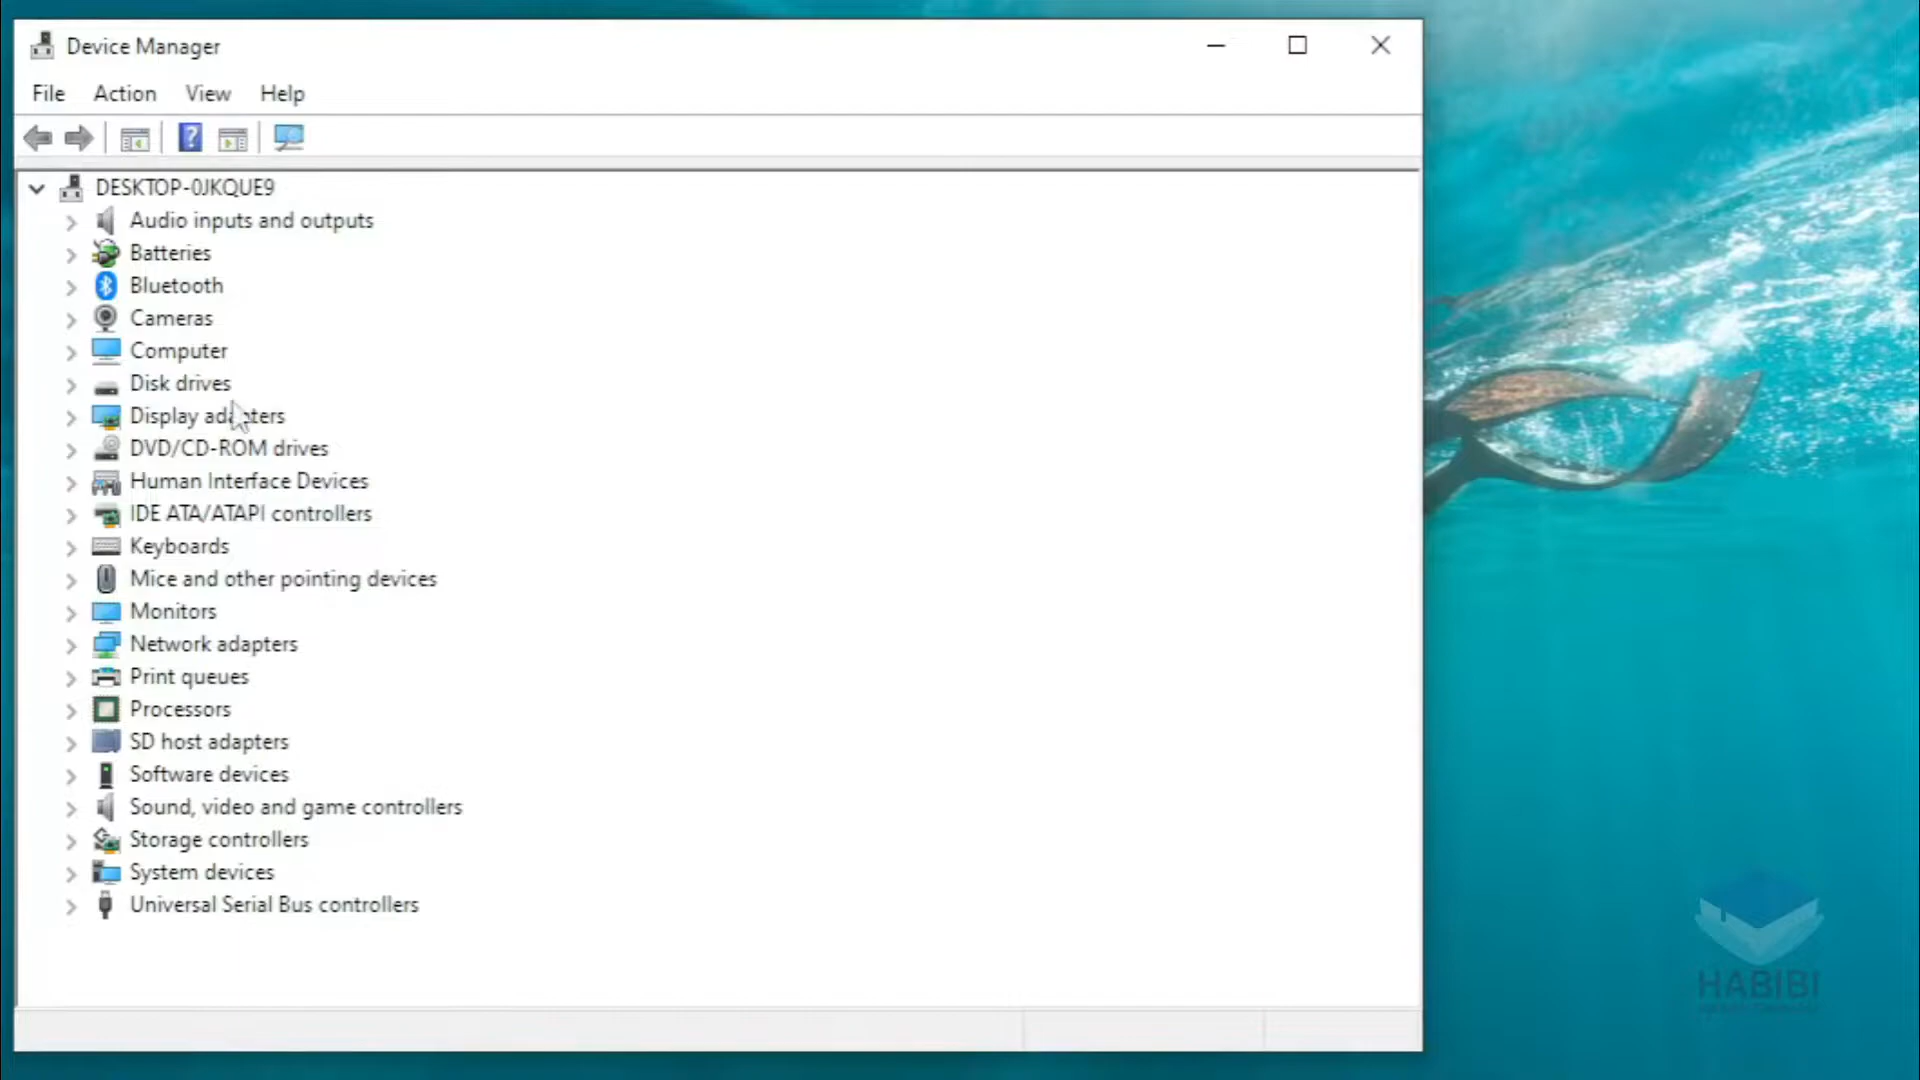 Device Manager
File Action View Help
DESKTOP-0JKQUE9
Audio inputs and outputs
Batteries
Bluetooth
Cameras
Computer
Disk drives
Display adapters
DVD/CD-ROM drives
Human Interface Devices
IDE ATA/ATAPI controllers
Keyboards
Mice and other pointing devices
Monitors
Network adapters
Print queues
Processors
SD host adapters
Software devices
Sound, video and game controllers
Storage controllers
System devices
Universal Serial Bus controllers
HABIBI